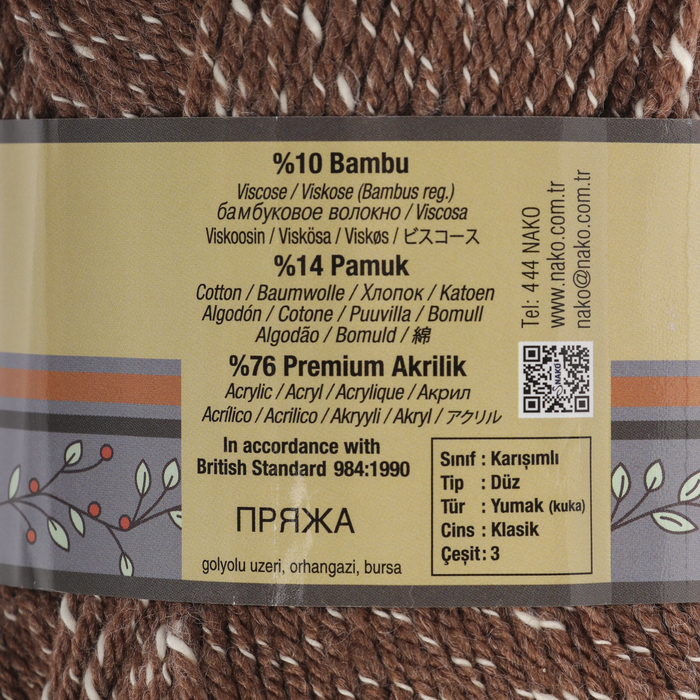 %10 Bambu
Viscose / Viskose (Bambus reg.)
бамбуковое волокно / Viscosa
Viskoosin / Viskösa / Viskøs / ビスコース
%14 Pamuk
Cotton / Baumwolle / Хлопок / Katoen
Algodón / Cotone / Puuvilla / Bomull
Algodão / Bomuld / 綿
%76 Premium Akrilik
Acrylic / Acryl / Acrylique / Акрил
Acrílico / Acrilico / Akryyli / Akryl / アクリル
In accordance with
British Standard 984:1990
ПРЯЖА
golyolu uzeri, orhangazi, bursa
Tel: 444 NAKO
www.nako.com.tr
nako@nako.com.tr
NAKO
Sınıf : Karışımlı
Tip : Düz
Tür : Yumak (kuka)
Cins : Klasik
Çeşit : 3